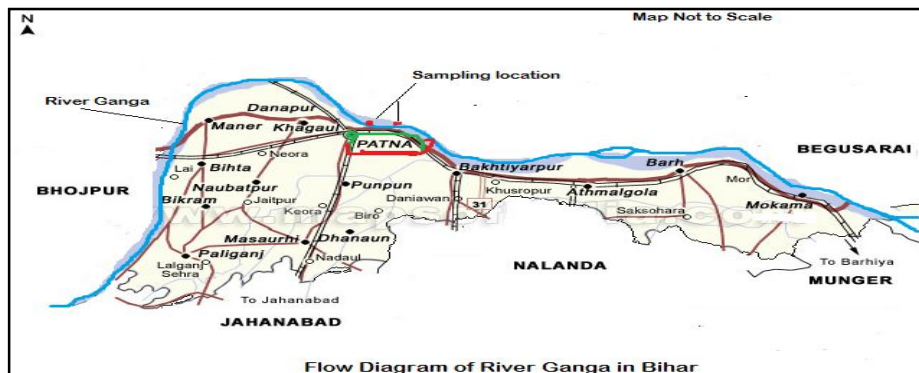 N
Map Not to Scale
Sampling location
River Ganga
Danapur
Maner
Khagaul
PATNA
Neora
Lai
Bihta
BEGUSARAI
Bakhtiyarpur
Barh
BHOJPUR
Naubatpur
Punpun
Khusropur
Athmalgola
Mor
Bikram
Jaitpur
Keora
Biro
Daniawan
31
Saksohara
Mokama
Masaurhi
Dhanaun
Paliganj
Lalganj
Sehra
Nadaul
NALANDA
To Barhiya
MUNGER
To Jahanabad
JAHANABAD
Flow Diagram of River Ganga in Bihar